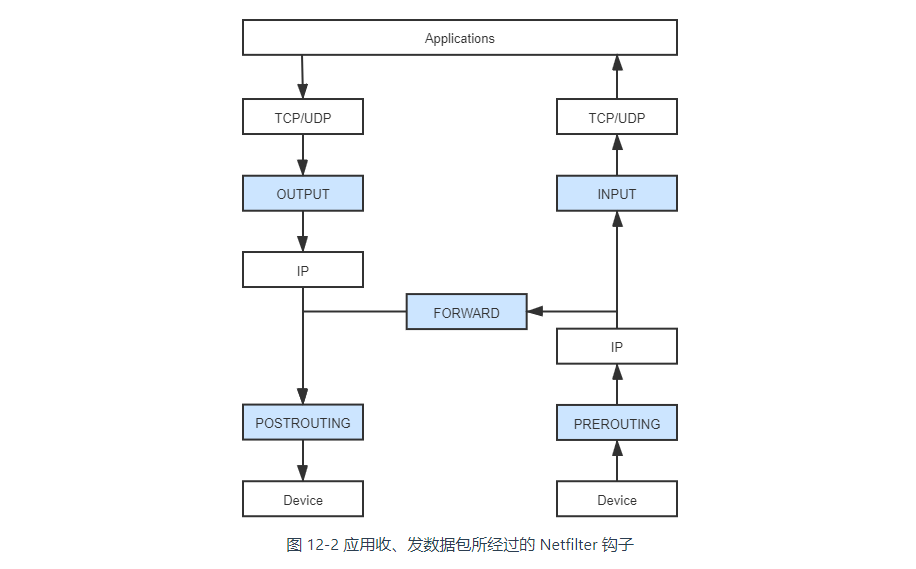 Applications
TCP/UDP
TCP/UDP
OUTPUT
INPUT
IP
FORWARD
IP
POSTROUTING
PREROUTING
Device
Device
图 12-2 应用收、发数据包所经过的 Netfilter 钩子